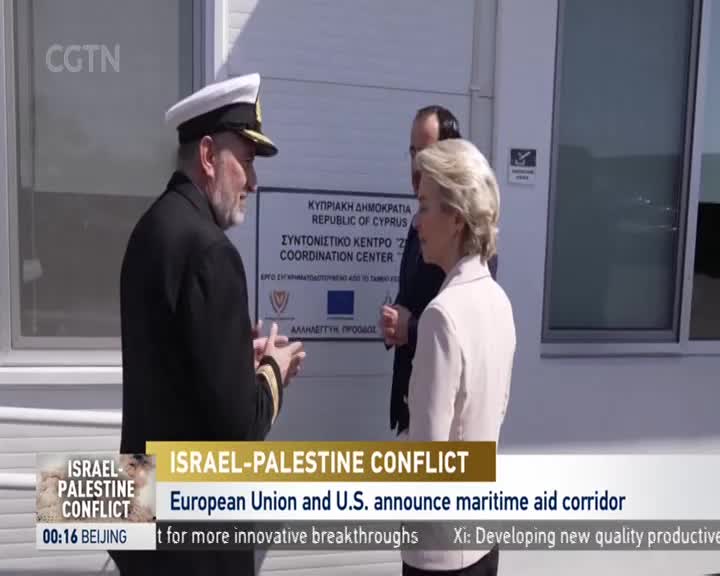 CGTN
ΚΥΠΡΙΑΚΗ ΔΗΜΟΚΡΑΤΙΑ
REPUBLIC OF CYPRUS
ΣΥΝΤΟΝΙΣΤΙΚΟ ΚΕΝΤΡΟ
COORDINATION CENTER
ΑΛΛΗΛΕΓΓΥΗ, ΠΡΟΟΔΟΣ
ISRAEL-PALESTINE CONFLICT
European Union and U.S. announce maritime aid corridor
ISRAEL-
PALESTINE
CONFLICT
00:16 BEIJING
t for more innovative breakthroughs Xi: Developing new quality productive